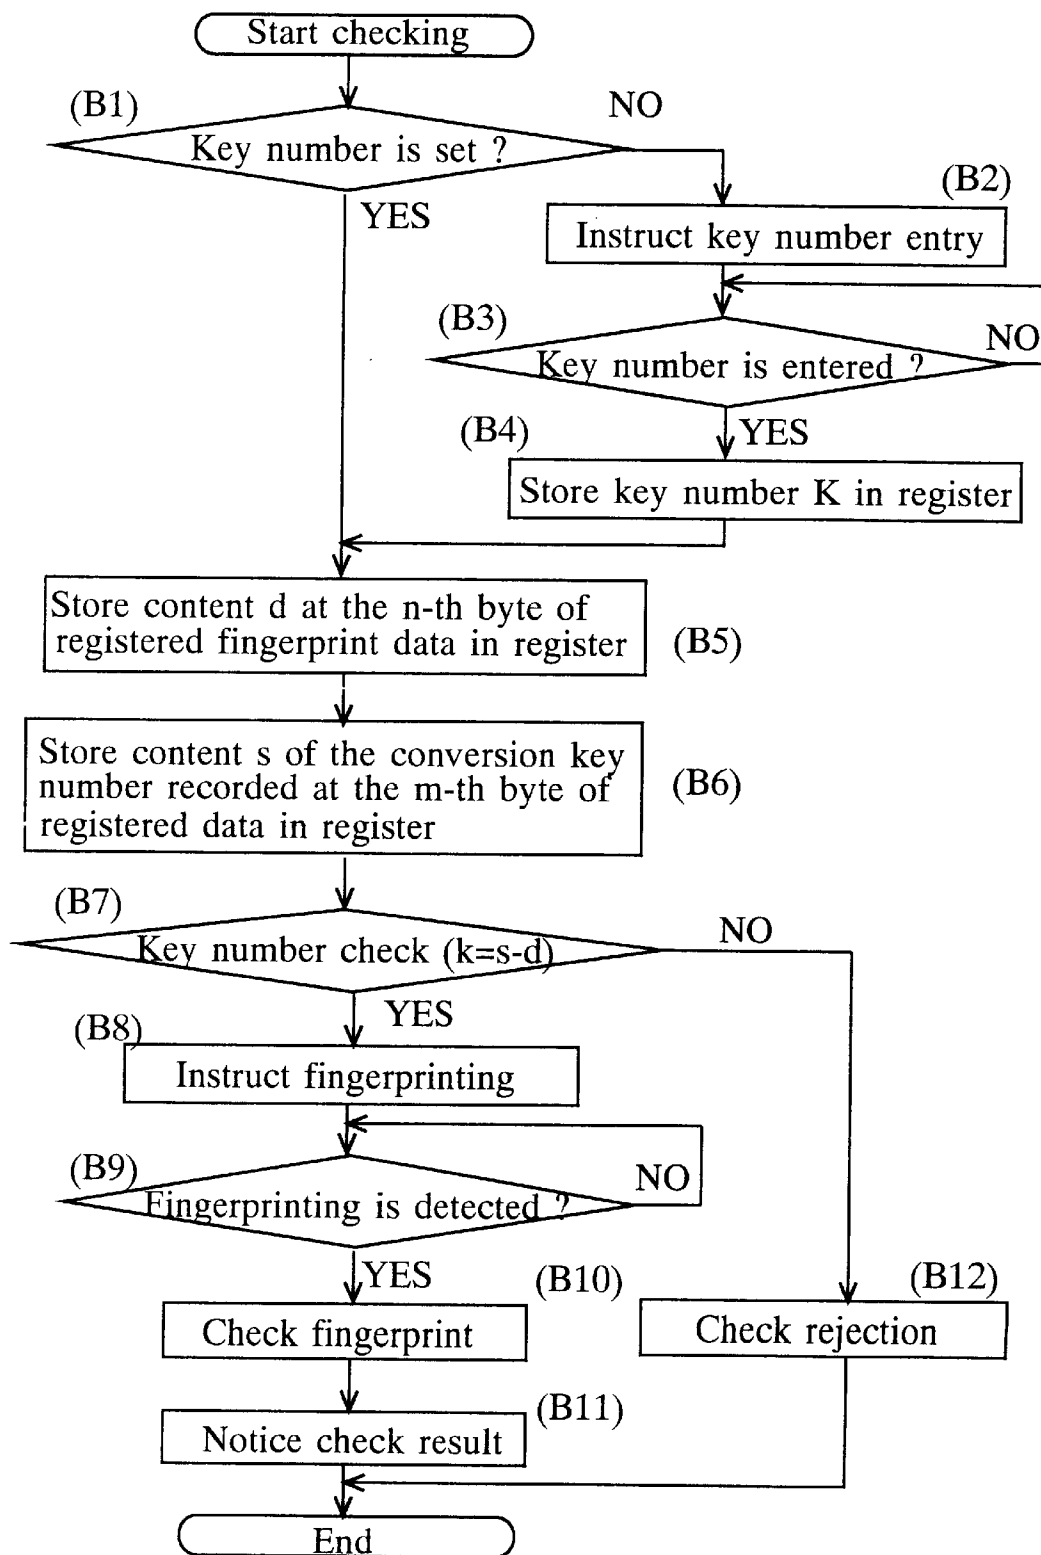 Start checking
(B1)
NO
Key number is set ?
YES
(B2)
Instruct key number entry
(B3)
NO
Key number is entered ?
(B4)
YES
Store key number K in register
Store content d at the n-th byte of
registered fingerprint data in register
(B5)
Store content s of the conversion key
number recorded at the m-th byte of
registered data in register
(B6)
(B7)
NO
Key number check (k=s-d)
YES
(B8)
Instruct fingerprinting
(B9)
NO
Fingerprinting is detected ?
YES
(B10)
(B12)
Check fingerprint
Check rejection
(B11)
Notice check result
End